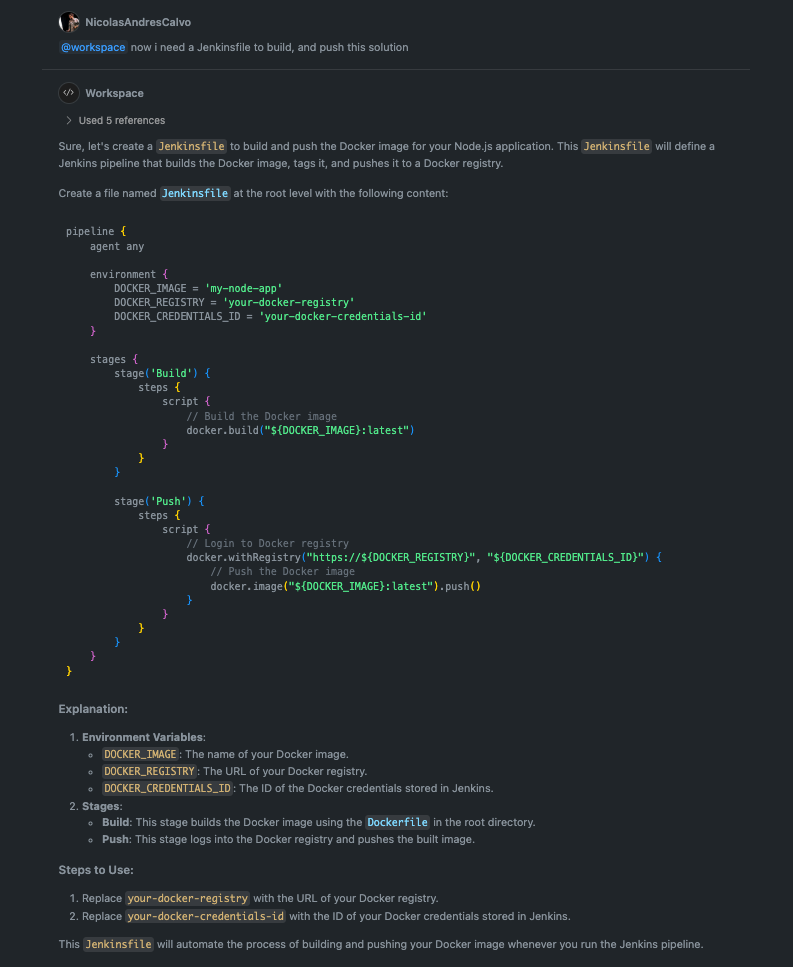 NicolasAndresCalvo
@workspace now i need a Jenkinsfile to build, and push this solution
</> Workspace
> Used 5 references
Sure, let's create a Jenkinsfile to build and push the Docker image for your Node.js application. This Jenkinsfile will define a
Jenkins pipeline that builds the Docker image, tags it, and pushes it to a Docker registry.
Create a file named Jenkinsfile at the root level with the following content:
pipeline {
    agent any
    environment {
        DOCKER_IMAGE = 'my-node-app'
        DOCKER_REGISTRY = 'your-docker-registry'
        DOCKER_CREDENTIALS_ID = 'your-docker-credentials-id'
    }
    stages {
        stage('Build') {
            steps {
                script {
                    // Build the Docker image
                    docker.build("${DOCKER_IMAGE}:latest")
                }
            }
        }
        stage('Push') {
            steps {
                script {
                    // Login to Docker registry
                    docker.withRegistry("https://${DOCKER_REGISTRY}", "${DOCKER_CREDENTIALS_ID}") {
                        // Push the Docker image
                        docker.image("${DOCKER_IMAGE}:latest").push()
                    }
                }
            }
        }
    }
}
Explanation:
1. Environment Variables:
◦ DOCKER_IMAGE: The name of your Docker image.
◦ DOCKER_REGISTRY: The URL of your Docker registry.
◦ DOCKER_CREDENTIALS_ID: The ID of the Docker credentials stored in Jenkins.
2. Stages:
◦ Build: This stage builds the Docker image using the Dockerfile in the root directory.
◦ Push: This stage logs into the Docker registry and pushes the built image.
Steps to Use:
1. Replace your-docker-registry with the URL of your Docker registry.
2. Replace your-docker-credentials-id with the ID of your Docker credentials stored in Jenkins.
This Jenkinsfile will automate the process of building and pushing your Docker image whenever you run the Jenkins pipeline.